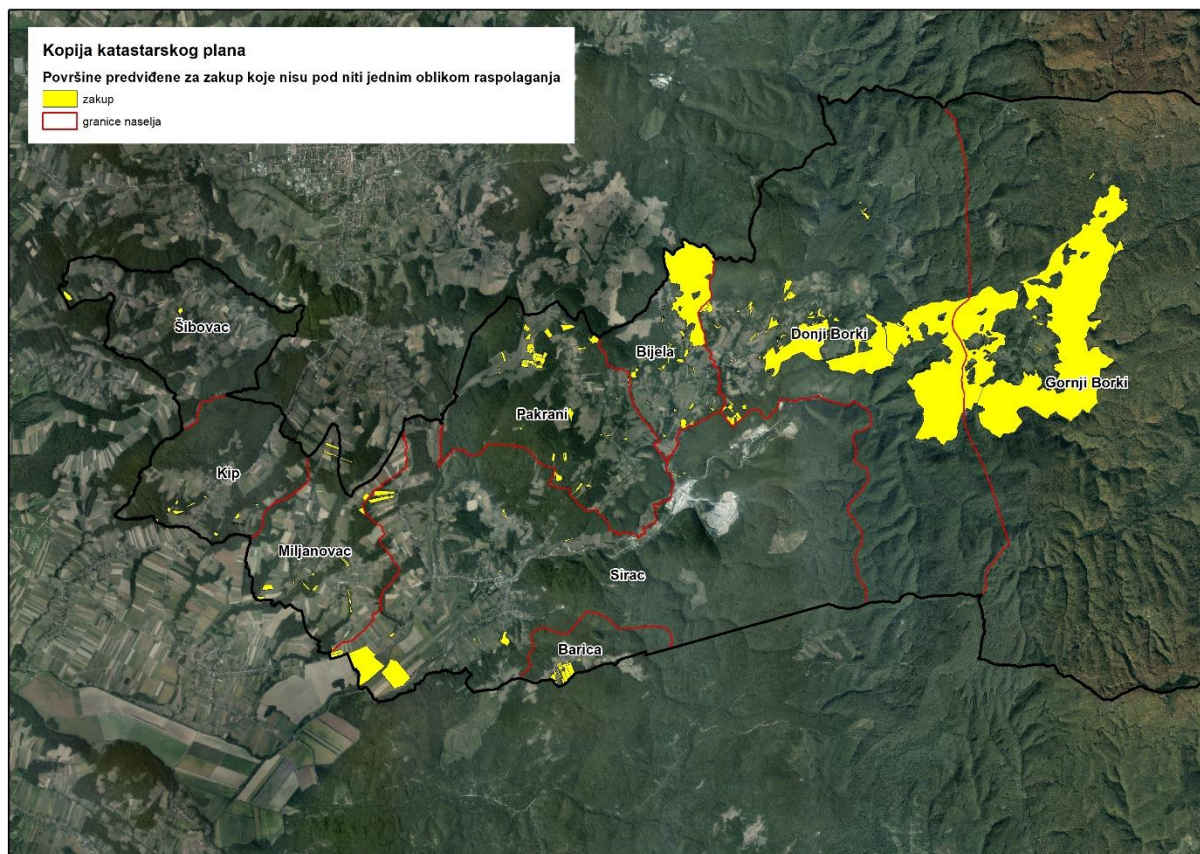 Kopija katastarskog plana
Površine predviđene za zakup koje nisu pod niti jednim oblikom raspolaganja
zakup
granice naselja
Šibovac
Bijela
Donji Borki
Gornji Borki
Pakrani
Kip
Miljanovac
Sirac
Barica